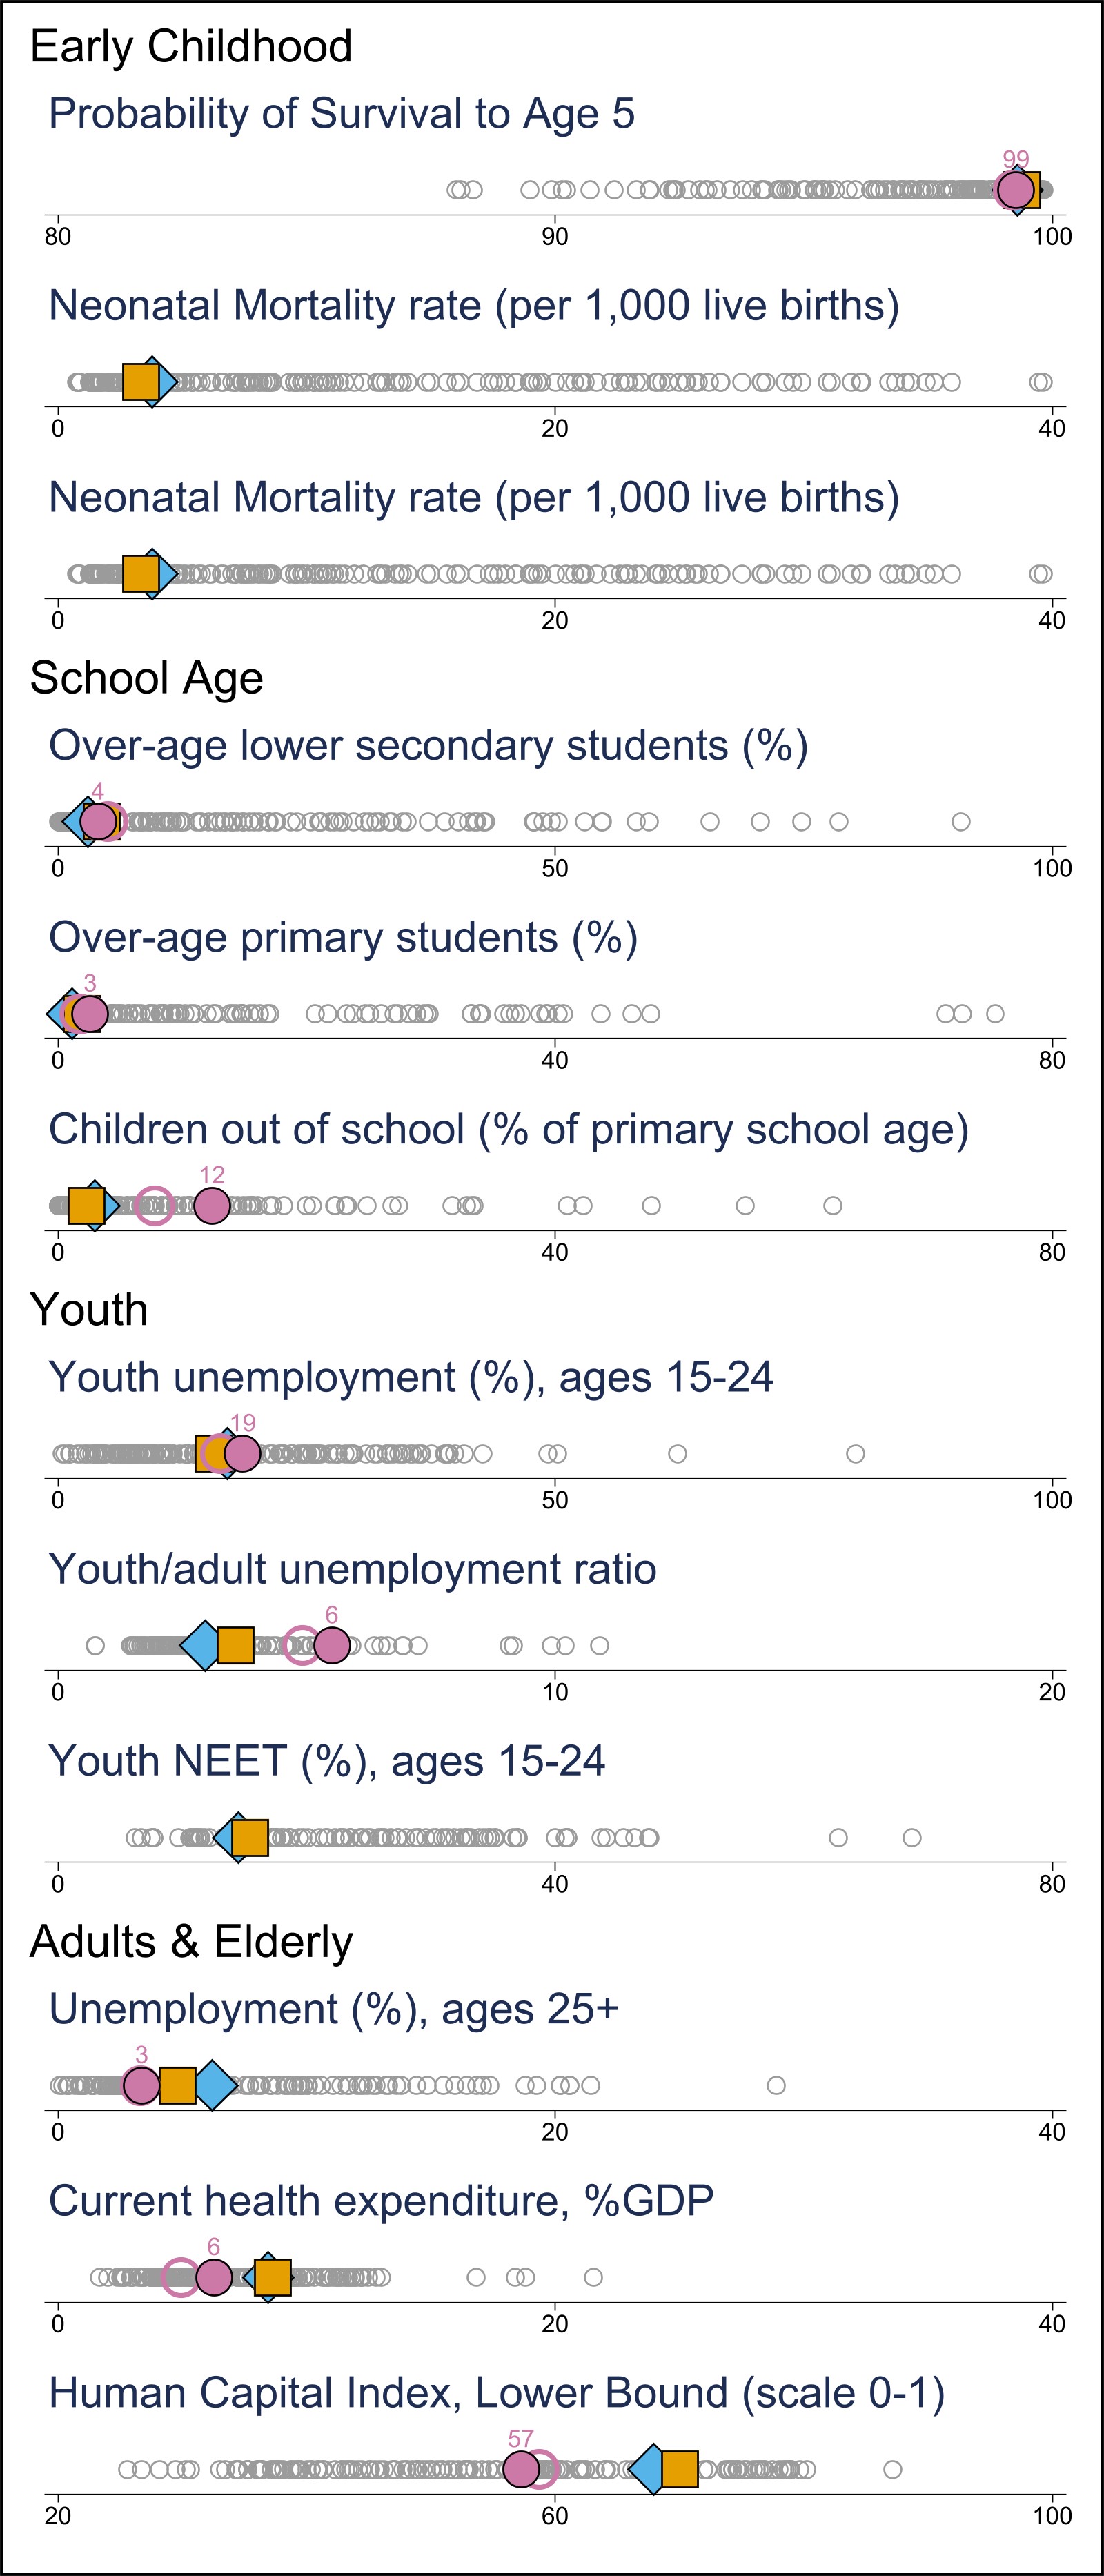 Early Childhood
Probability of Survival to Age 5
99
80 90 100
Neonatal Mortality rate (per 1,000 live births)
0 20 40
Neonatal Mortality rate (per 1,000 live births)
0 20 40
School Age
Over-age lower secondary students (%)
4
0 50 100
Over-age primary students (%)
3
0 40 80
Children out of school (% of primary school age)
12
0 40 80
Youth
Youth unemployment (%), ages 15-24
19
0 50 100
Youth/adult unemployment ratio
6
0 10 20
Youth NEET (%), ages 15-24
0 40 80
Adults & Elderly
Unemployment (%), ages 25+
3
0 20 40
Current health expenditure, %GDP
6
0 20 40
Human Capital Index, Lower Bound (scale 0-1)
57
20 60 100